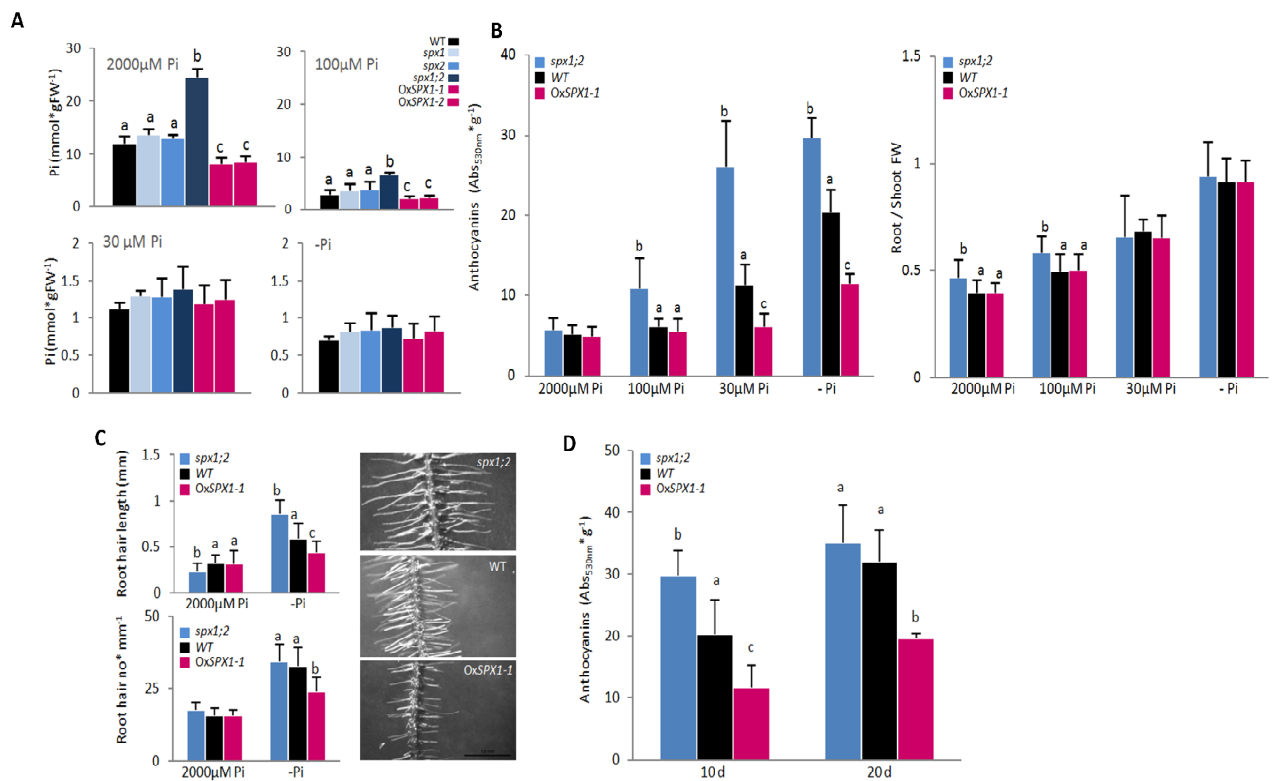 A
2000µM Pi
Pi (mmol*gFW⁻¹)
30
20
10
0
a
a
a
b
c
c
100µM Pi
30
20
10
0
a
a
a
b
c
c
WT
spx1
spx2
spx1;2
OxSPX1-1
OxSPX1-2
30 µM Pi
Pi(mmol*gFW⁻¹)
2
1.5
1
0.5
0
-Pi
2
1.5
1
0.5
0
B
Anthocyanins (Abs530nm*g⁻¹)
40
30
20
10
0
spx1;2
WT
OxSPX1-1
b
a
a
b
a
c
b
a
c
2000µM Pi
100µM Pi
30µM Pi
- Pi
Root / Shoot FW
1.5
1
0.5
0
spx1;2
WT
OxSPX1-1
b
a
a
b
a
a
2000µM Pi
100µM Pi
30µM Pi
- Pi
C
Root hair length (mm)
1.5
1
0.5
0
spx1;2
WT
OxSPX1-1
b
a
a
b
a
c
2000µM Pi
-Pi
Root hair no* mm⁻¹
50
25
0
spx1;2
WT
OxSPX1-1
a
a
b
2000µM Pi
-Pi
spx1;2
WT
OxSPX1-1
D
Anthocyanins (Abs530nm*g⁻¹)
50
40
30
20
10
0
spx1;2
WT
OxSPX1-1
b
a
c
a
a
b
10 d
20 d